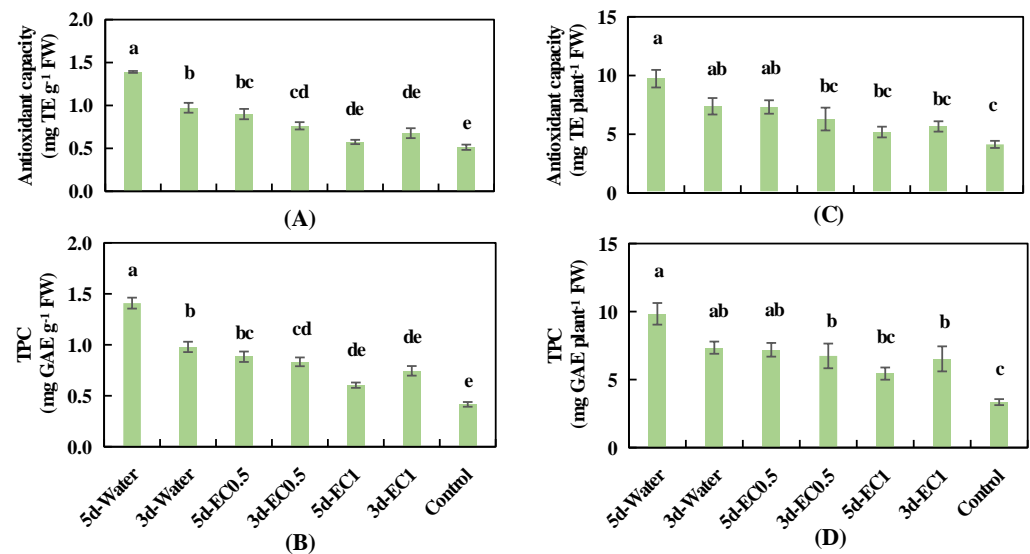 Antioxidant capacity
(mg TE g-1 FW)
2.0
1.5
1.0
0.5
0.0
a
b
bc
cd
de
de
e
(A)
Antioxidant capacity
(mg TE plant-1 FW)
15
10
5
0
a
ab
ab
bc
bc
bc
c
(C)
TPC
(mg GAE g-1 FW)
2.0
1.5
1.0
0.5
0.0
a
b
bc
cd
de
de
e
5d-Water
3d-Water
5d-EC0.5
3d-EC0.5
5d-EC1
3d-EC1
Control
(B)
TPC
(mg GAE plant-1 FW)
15
10
5
0
a
ab
ab
b
bc
b
c
5d-Water
3d-Water
5d-EC0.5
3d-EC0.5
5d-EC1
3d-EC1
Control
(D)